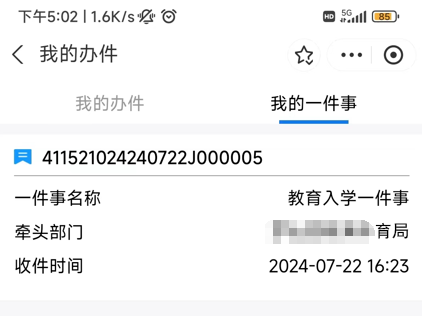 下午5:02 | 1.6K/s
HD 5G 85
我的办件
我的办件 我的一件事
411521024240722J000005
一件事名称 教育入学一件事
牵头部门 育局
收件时间 2024-07-22 16:23